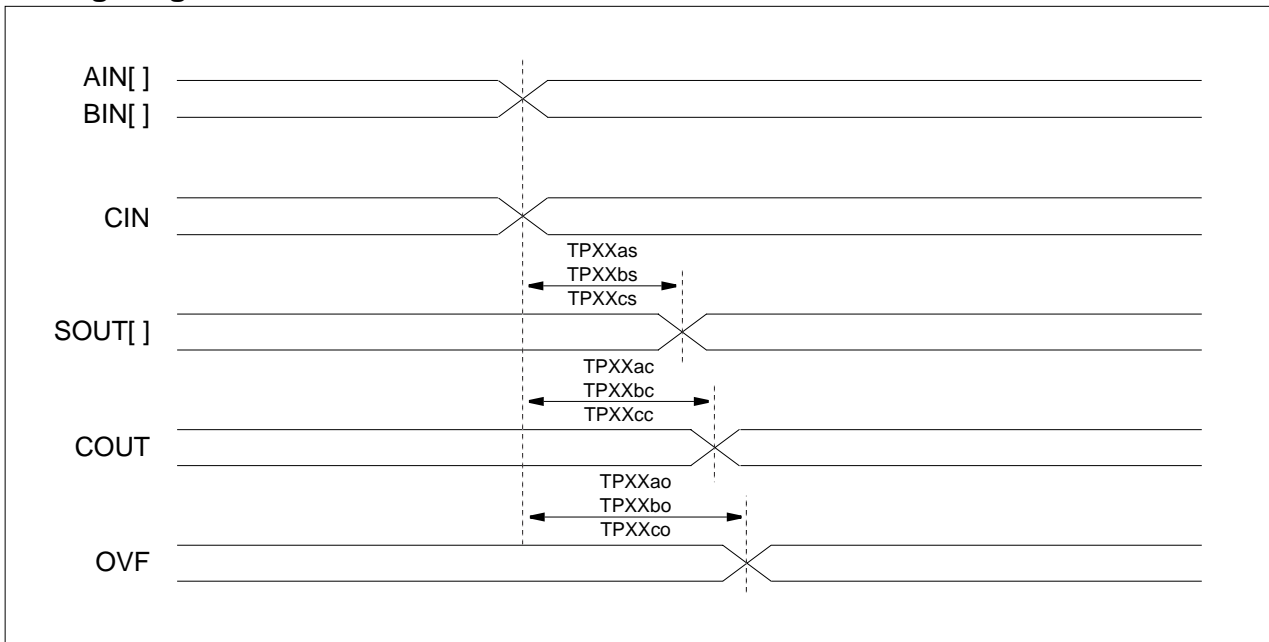 AIN[ ]
BIN[ ]
CIN
TPXXas
TPXXbs
TPXXcs
SOUT[ ]
TPXXac
TPXXbc
TPXXcc
COUT
TPXXao
TPXXbo
TPXXco
OVF